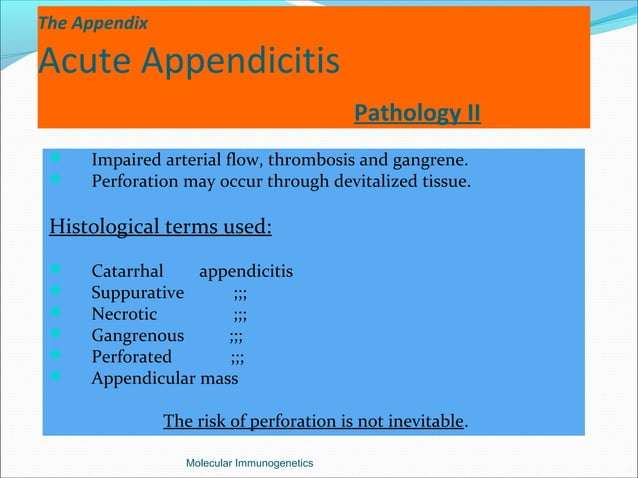 The Appendix
Acute Appendicitis
Pathology II
Impaired arterial flow, thrombosis and gangrene.
Perforation may occur through devitalized tissue.
Histological terms used:
Catarrhal appendicitis
Suppurative ;;;
Necrotic ;;;
Gangrenous ;;;
Perforated ;;;
Appendicular mass
The risk of perforation is not inevitable.
Molecular Immunogenetics